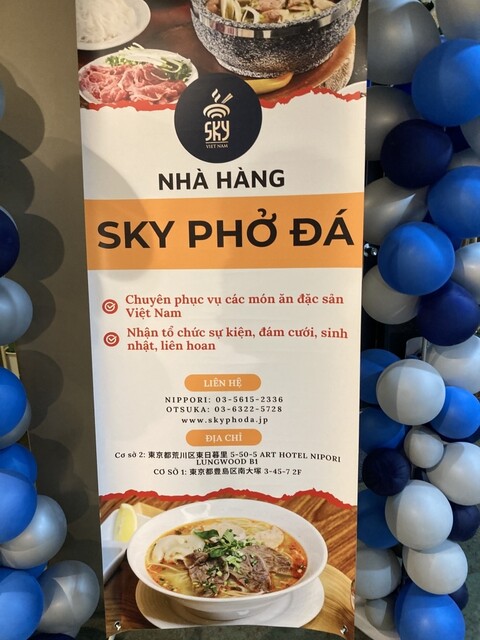 SKY
VIET NAM
NHÀ HÀNG
SKY PHỞ ĐÁ
Chuyên phục vụ các món ăn đặc sản
Việt Nam
Nhận tổ chức sự kiện, đám cưới, sinh
nhật, liên hoan
LIÊN HỆ
NIPPORI: 03-5615-2336
OTSUKA: 03-6322-5728
www.skyphoda.jp
ĐỊA CHỈ
Cơ sở 2: 東京都荒川区東日暮里 5-50-5 ART HOTEL NIPORI
LUNGWOOD B1
CƠ SỞ 1: 東京都豊島区南大塚 3-45-7 2F